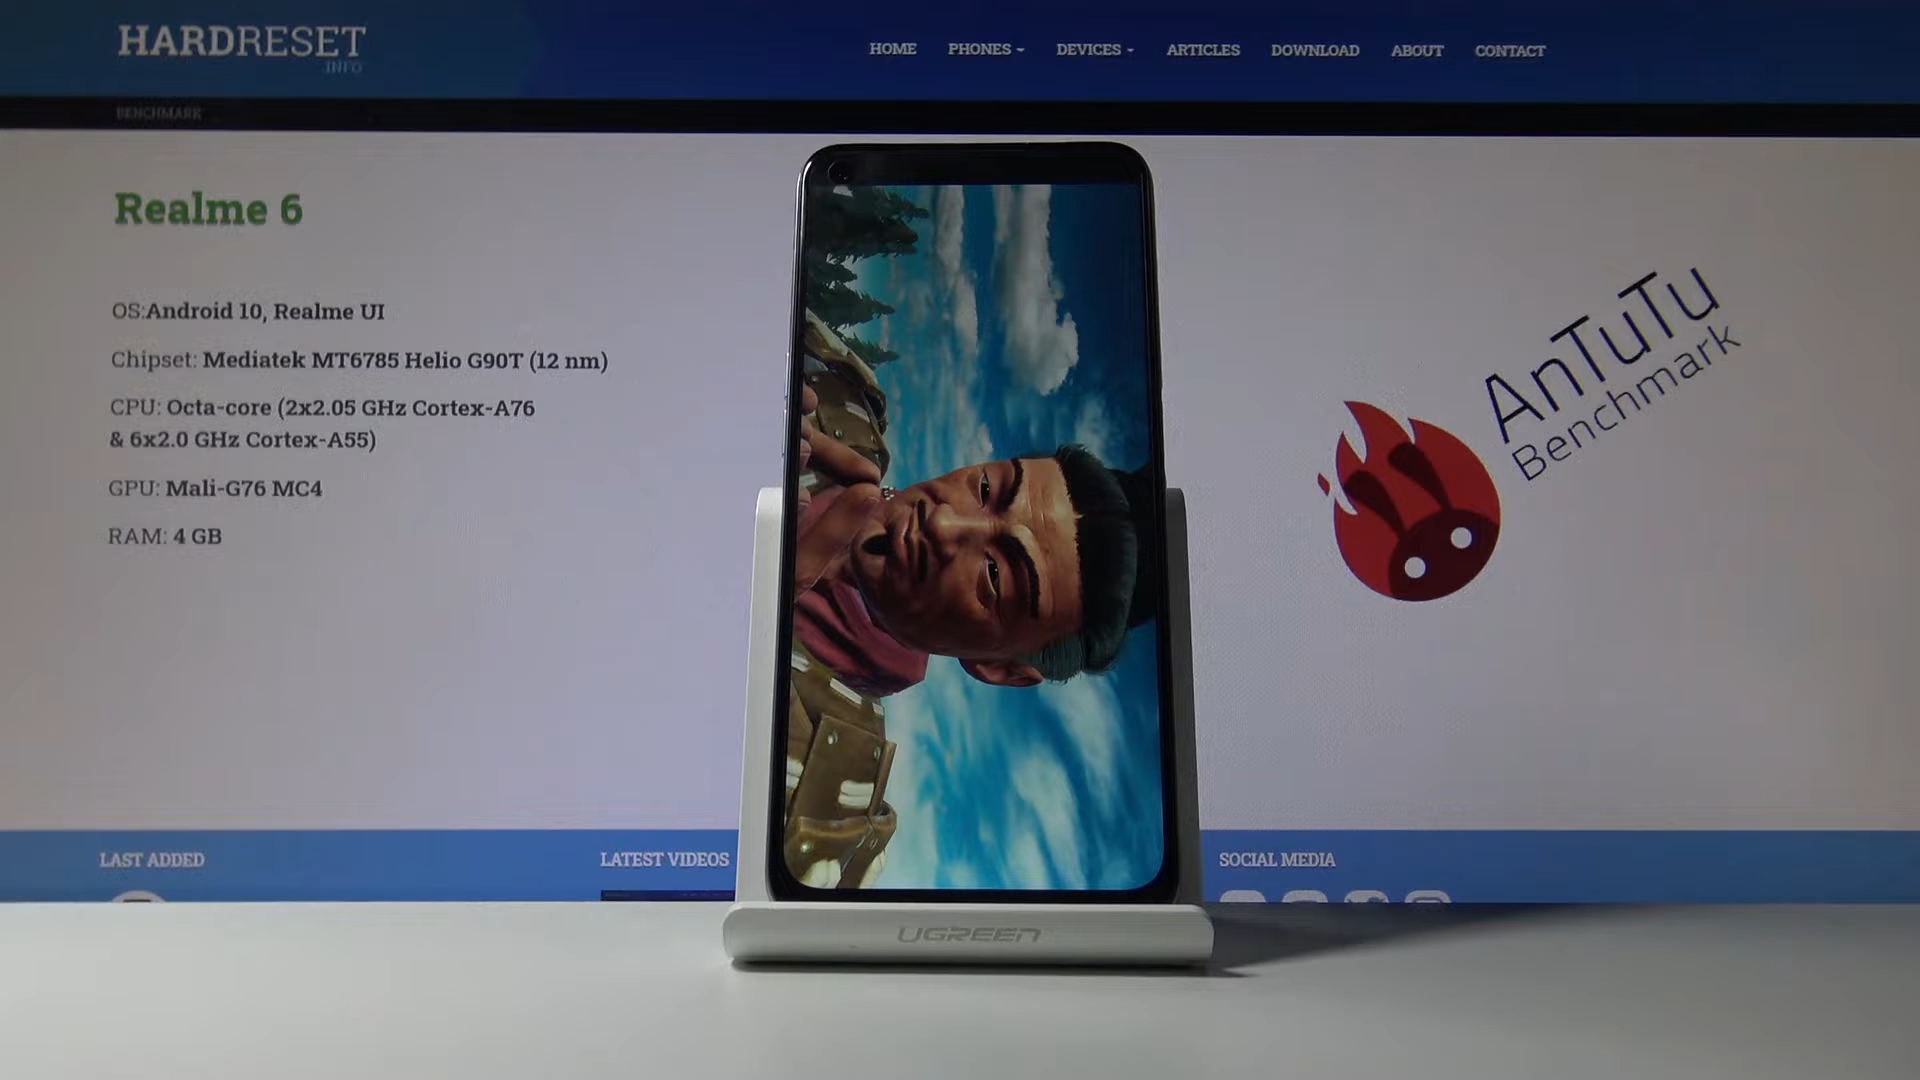 HARDRESET
.INFO
HOME PHONES DEVICES ARTICLES DOWNLOAD ABOUT CONTACT
BENCHMARK
Realme 6
OS:Android 10, Realme UI
Chipset: Mediatek MT6785 Helio G90T (12 nm)
CPU: Octa-core (2x2.05 GHz Cortex-A76
& 6x2.0 GHz Cortex-A55)
GPU: Mali-G76 MC4
RAM: 4 GB
AnTuTu
Benchmark
LAST ADDED
LATEST VIDEOS
SOCIAL MEDIA
UGREEN